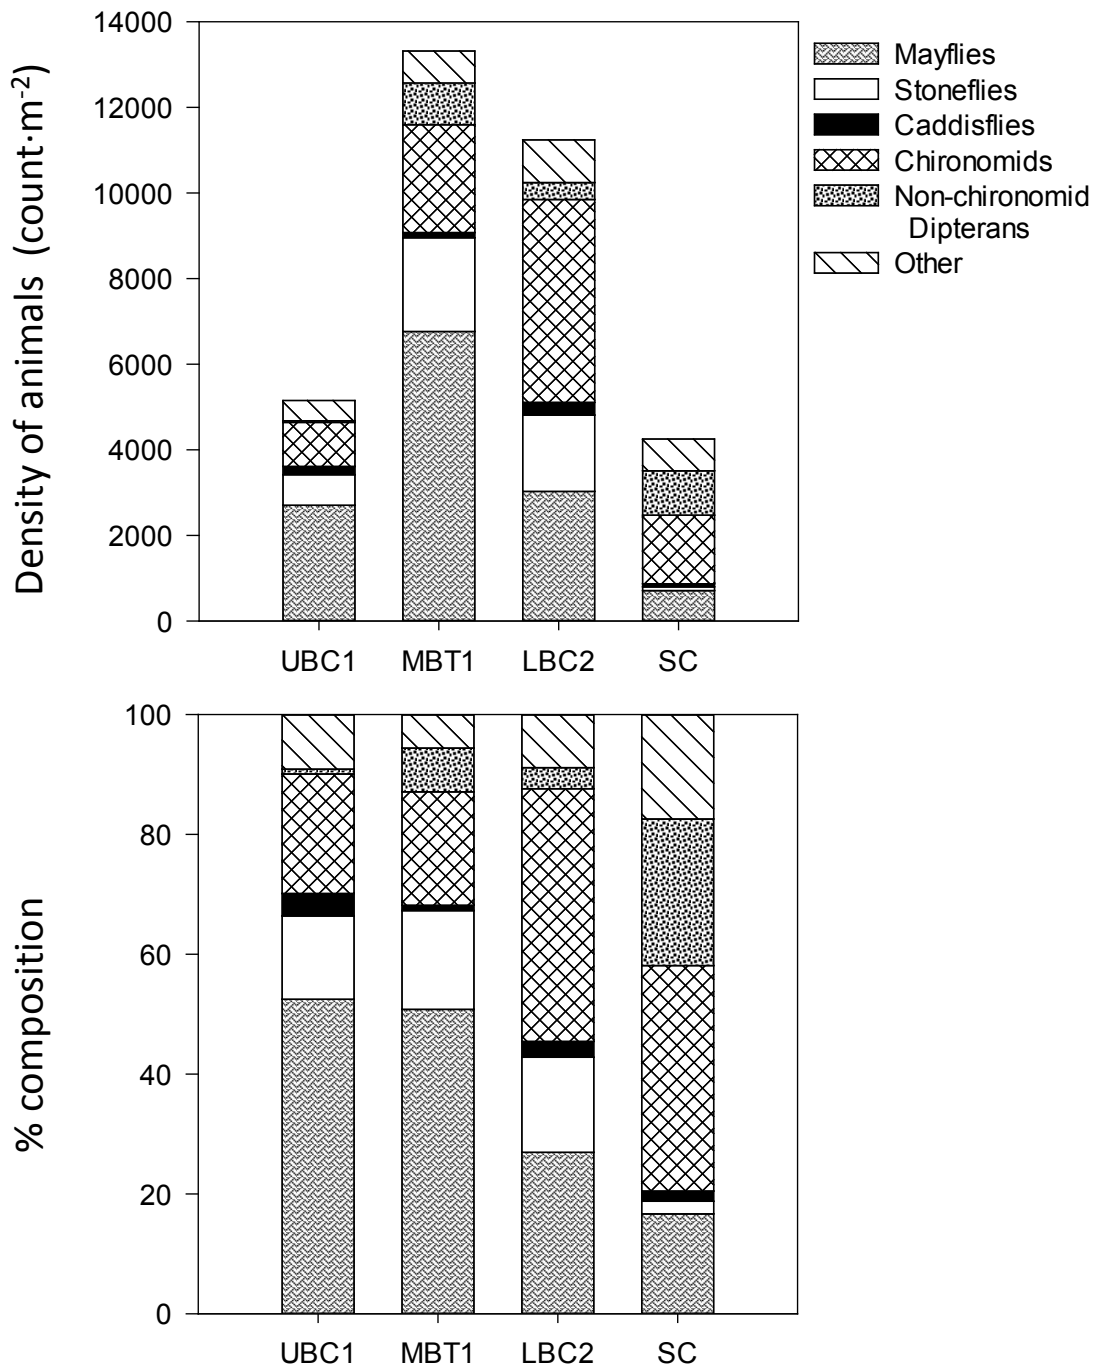 14000
12000
10000
8000
6000
4000
2000
0
Density of animals (count·m-2)
UBC1 MBT1 LBC2 SC
Mayflies
Stoneflies
Caddisflies
Chironomids
Non-chironomid
Dipterans
Other
100
80
60
40
20
0
% composition
UBC1 MBT1 LBC2 SC